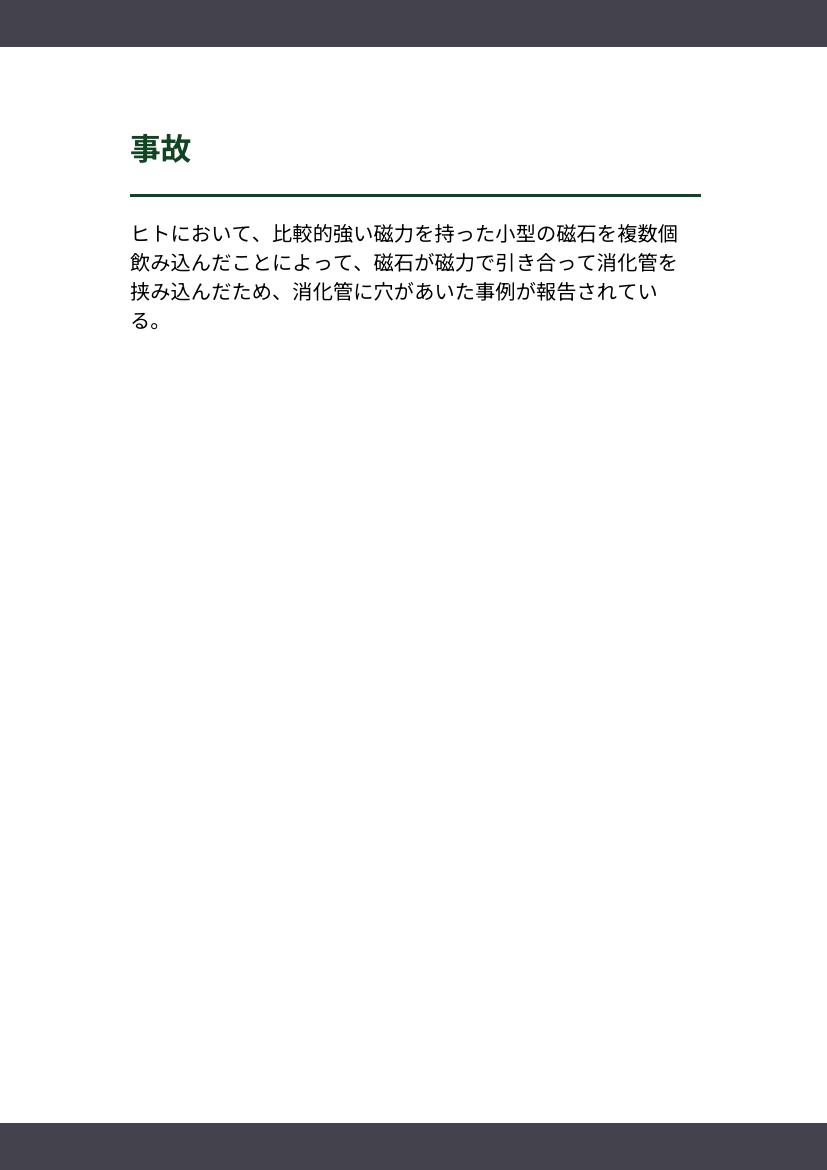 事故
ヒトにおいて、比較的強い磁力を持った小型の磁石を複数個
飲み込んだことによって、磁石が磁力で引き合って消化管を
挟み込んだため、消化管に穴があいた事例が報告されてい
る。